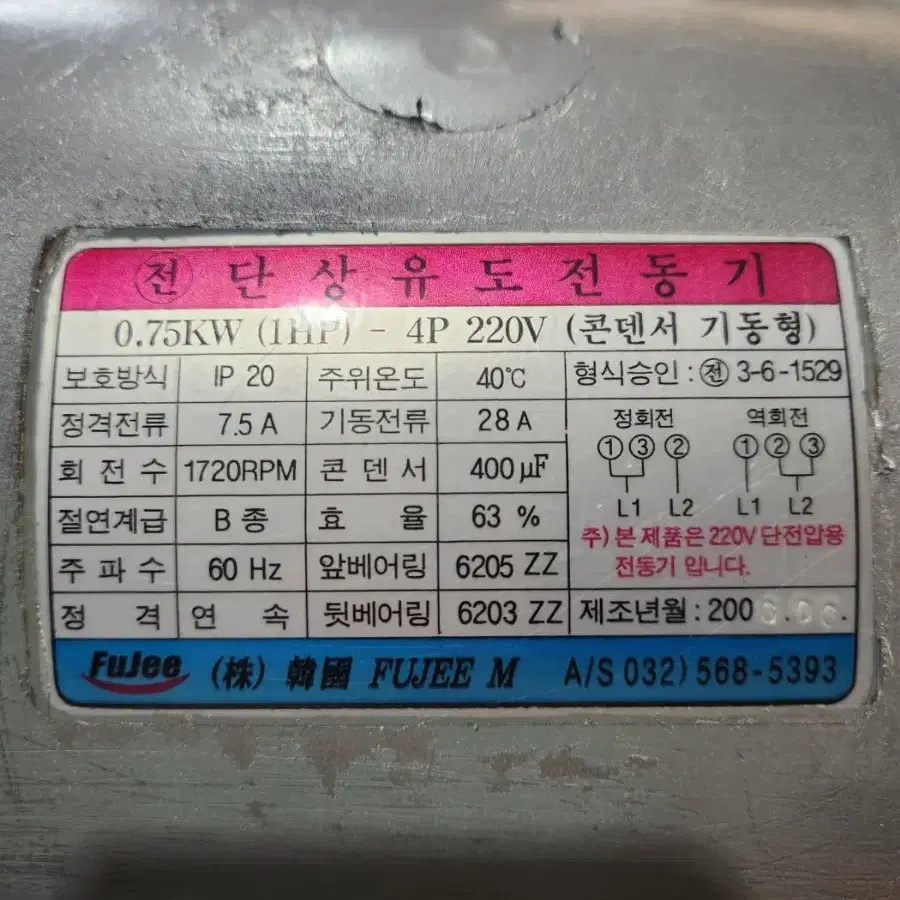 전 단상유도전동기
0.75KW (1HP) - 4P 220V (콘덴서 기동형)
보호방식 IP 20 주위온도 40℃ 형식승인 : 전 3-6-1529
정격전류 7.5 A 기동전류 28 A
회 전 수 1720RPM 콘 덴 서 400 μF
절연계급 B 종 효 율 63 %
주 파 수 60 Hz 앞베어링 6205 ZZ
정 격 연 속 뒷베어링 6203 ZZ
정회전 역회전
① ③ ② ① ② ③
L1 L2 L1 L2
주) 본 제품은 220V 단전압용
전동기 입니다.
제조년월 : 200
FuJee (株) 韓國 FUJEE M A/S 032) 568-5393